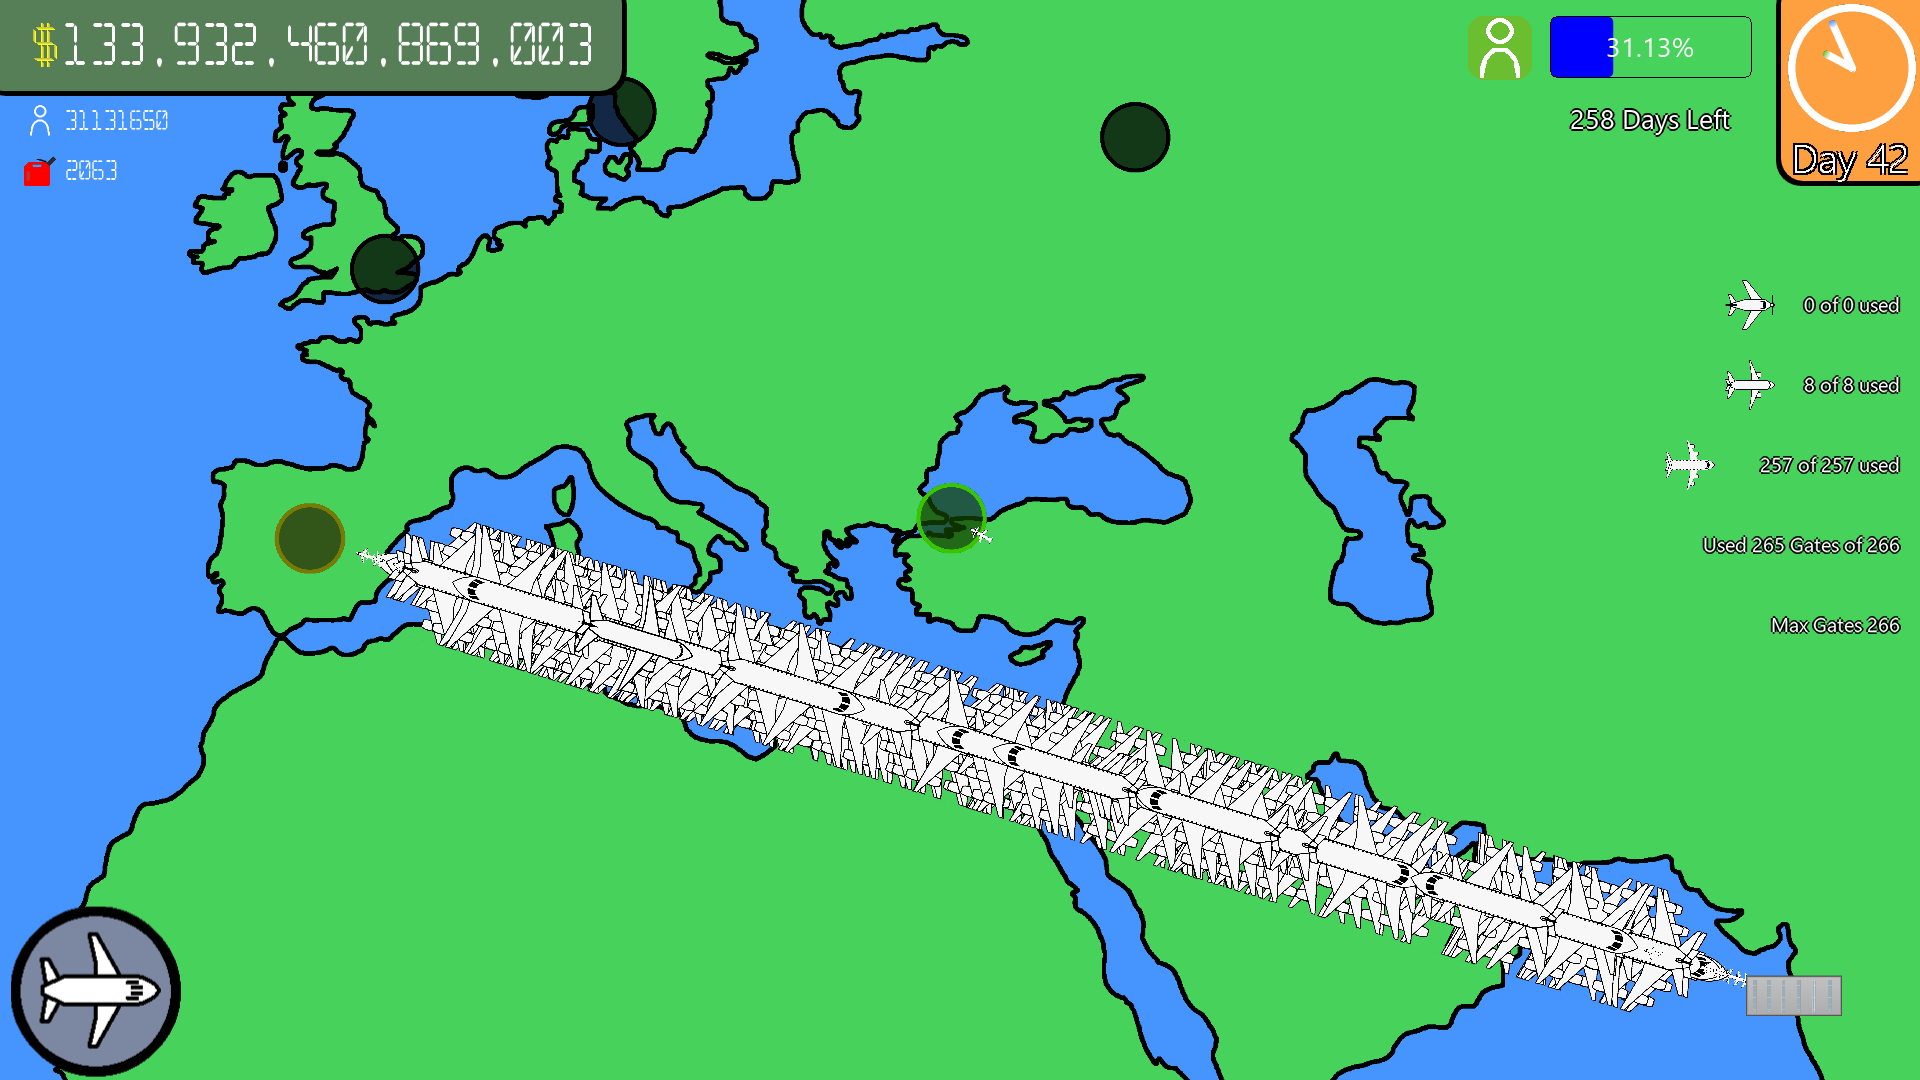 $133.932.460.869.003
31131650
2063
31.13%
258 Days Left
Day 42
0 of 0 used
8 of 8 used
257 of 257 used
Used 265 Gates of 266
Max Gates 266